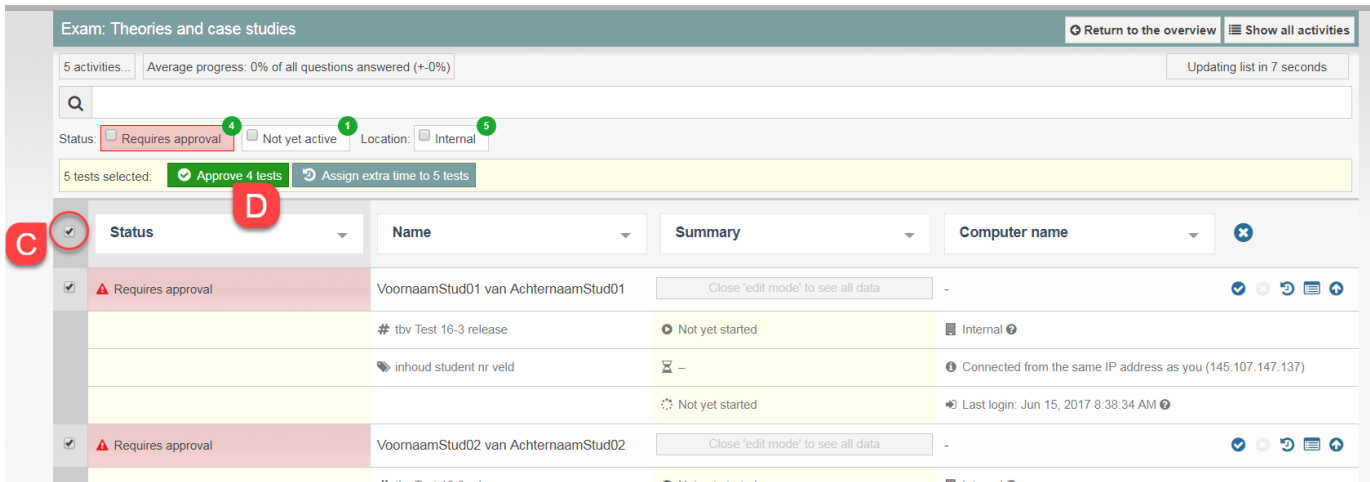 Exam: Theories and case studies Return to the overview Show all activities
5 activities... Average progress: 0% of all questions answered (+-0%) Updating list in 7 seconds
Status: Requires approval 4 Not yet active 1 Location: Internal 5
5 tests selected: Approve 4 tests Assign extra time to 5 tests
D
C Status Name Summary Computer name
Requires approval VoornaamStud01 van AchternaamStud01 Close 'edit mode' to see all data -
# tbv Test 16-3 release Not yet started Internal
inhoud student nr veld – Connected from the same IP address as you (145.107.147.137)
Not yet started Last login: Jun 15, 2017 8:38:34 AM
Requires approval VoornaamStud02 van AchternaamStud02 Close 'edit mode' to see all data -